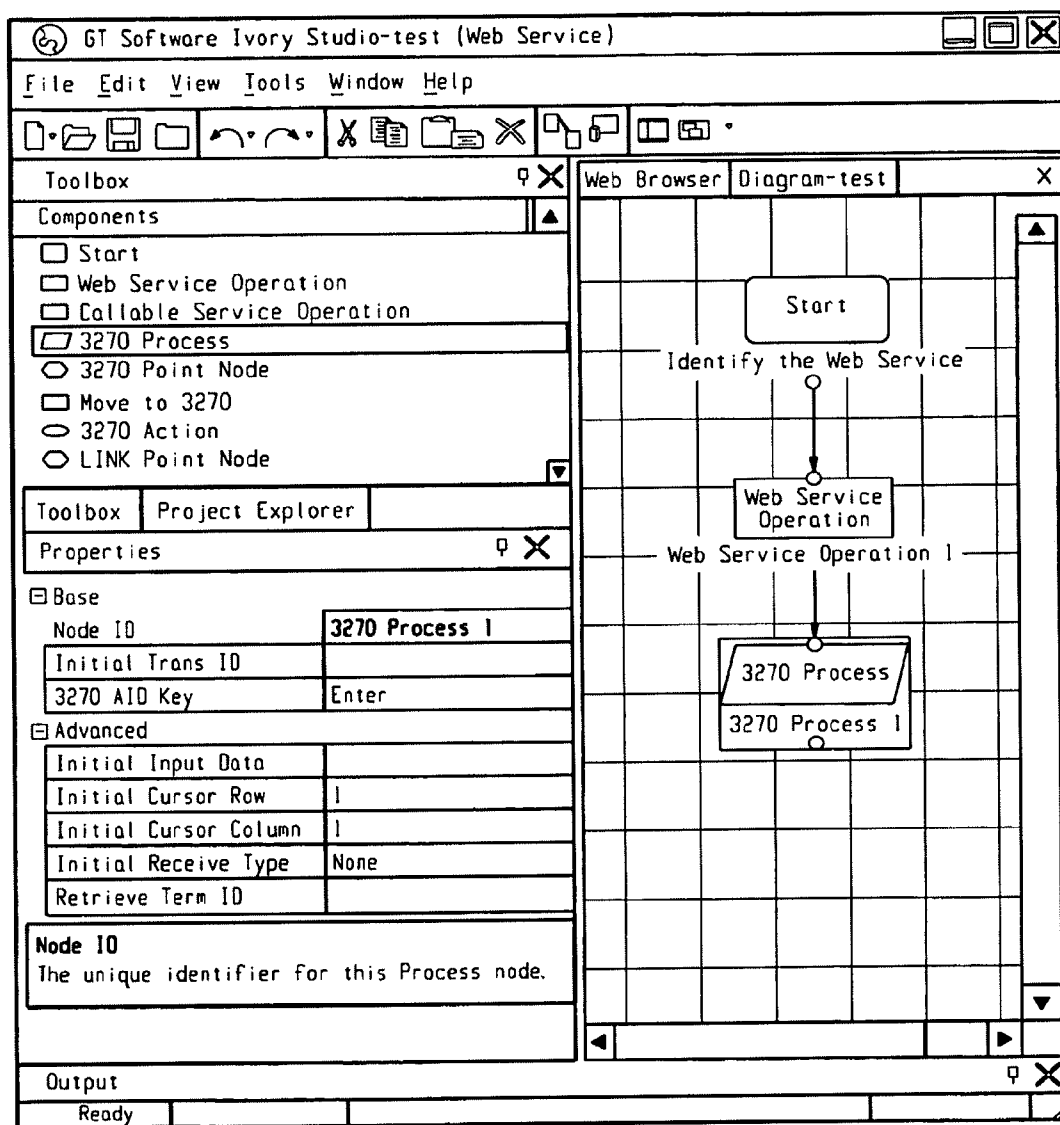 GT Software Ivory Studio-test (Web Service)
File Edit View Tools Window Help
Toolbox
Components
Start
Web Service Operation
Callable Service Operation
3270 Process
3270 Point Node
Move to 3270
3270 Action
LINK Point Node
Toolbox Project Explorer
Properties
Base
Node ID 3270 Process 1
Initial Trans ID
3270 AID Key Enter
Advanced
Initial Input Data
Initial Cursor Row 1
Initial Cursor Column 1
Initial Receive Type None
Retrieve Term ID
Node ID
The unique identifier for this Process node.
Web Browser Diagram-test X
Start
Identify the Web Service
Web Service
Operation
Web Service Operation 1
3270 Process
3270 Process 1
Output
Ready